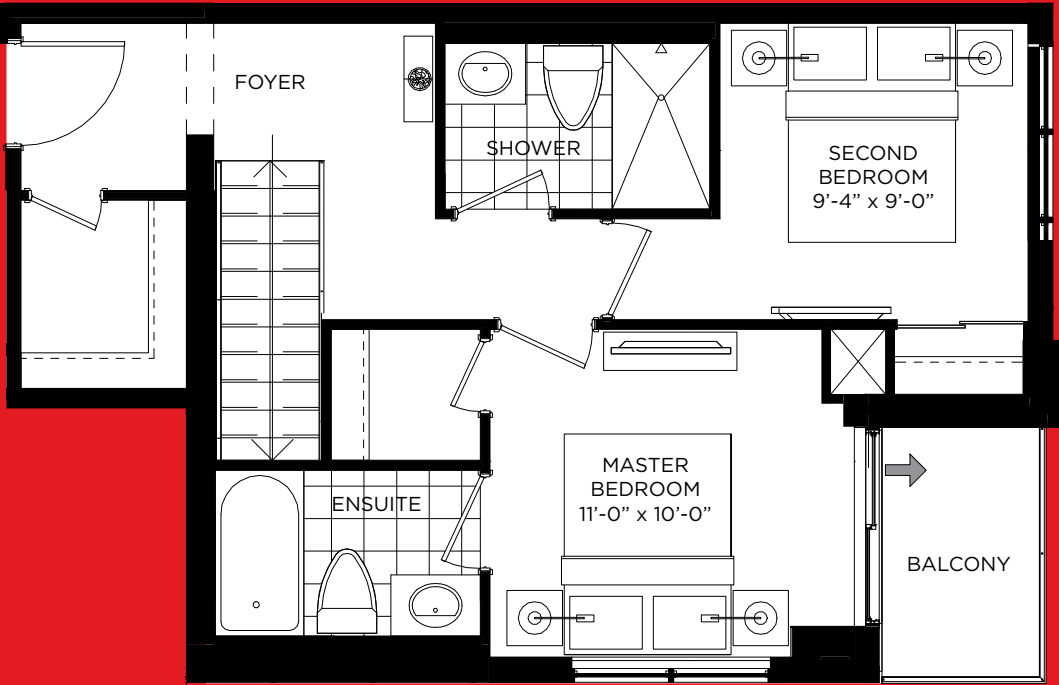 FOYER
SHOWER
SECOND
BEDROOM
9’-4” x 9’-0”
ENSUITE
MASTER
BEDROOM
11’-0” x 10’-0”
BALCONY